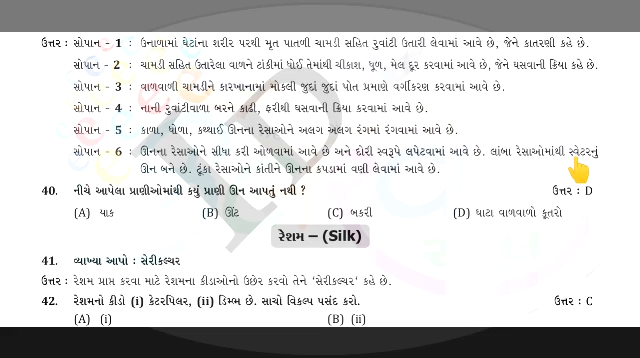 ઉત્તર : સોપાન - 1 : ઉનાળામાં ઘેટાંના શરીર પરથી મૃત પાતળી ચામડી સહિત રુવાંટી ઉતારી લેવામાં આવે છે, જેને કાતરણી કહે છે.
સોપાન - 2 : ચામડી સહિત ઉતારેલા વાળને ટાંકીમાં ધોઈ તેમાંથી ચીકાશ, ધૂળ, મેલ દૂર કરવામાં આવે છે, જેને ઘસવાની ક્રિયા કહે છે.
સોપાન - 3 : વાળવાળી ચામડીને કારખાનામાં મોકલી જુદાં જુદાં પોત પ્રમાણે વર્ગીકરણ કરવામાં આવે છે.
સોપાન - 4 : નાની રુવાંટીવાળા બરને કાઢી, ફરીથી ઘસવાની ક્રિયા કરવામાં આવે છે.
સોપાન - 5 : કાળા, ધોળા, કથ્થાઈ ઊનના રેસાઓને અલગ અલગ રંગમાં રંગવામાં આવે છે.
સોપાન - 6 : ઊનના રેસાઓને સીધા કરી ઓળવામાં આવે છે અને દોરી સ્વરૂપે લપેટવામાં આવે છે. લાંબા રેસાઓમાંથી સ્વેટરનું
ઊન બને છે. ટૂંકા રેસાઓને કાંતીને ઊનના કપડામાં વણી લેવામાં આવે છે.
40. નીચે આપેલા પ્રાણીઓમાંથી કયું પ્રાણી ઊન આપતું નથી ? ઉત્તર : D
(A) યાક (B) ઊંટ (C) બકરી (D) ઘાટા વાળવાળો કૂતરો
રેશમ – (Silk)
41. વ્યાખ્યા આપો : સેરીકલ્ચર
ઉત્તર : રેશમ પ્રાપ્ત કરવા માટે રેશમના કીડાઓનો ઉછેર કરવો તેને 'સેરીકલ્ચર' કહે છે.
42. રેશમનો કીડો (i) કેટરપિલર, (ii) ડિમ્ભ છે. સાચો વિકલ્પ પસંદ કરો. ઉત્તર : C
(A) (i) (B) (ii)